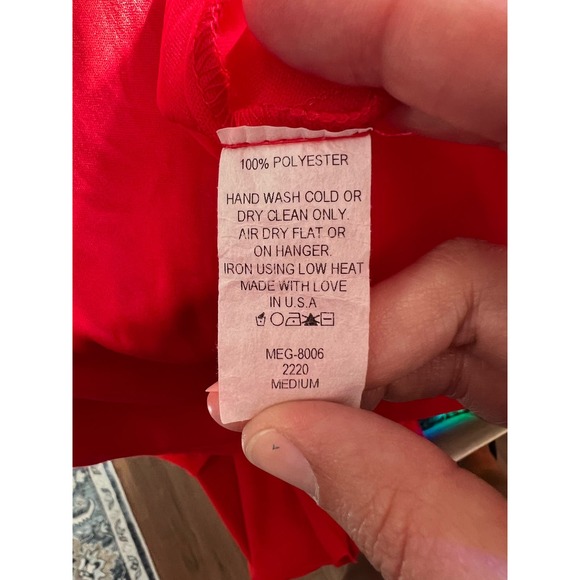 100% POLYESTER
HAND WASH COLD OR
DRY CLEAN ONLY.
AIR DRY FLAT OR
ON HANGER.
IRON USING LOW HEAT
MADE WITH LOVE
IN U.S.A
MEG-8006
2220
MEDIUM